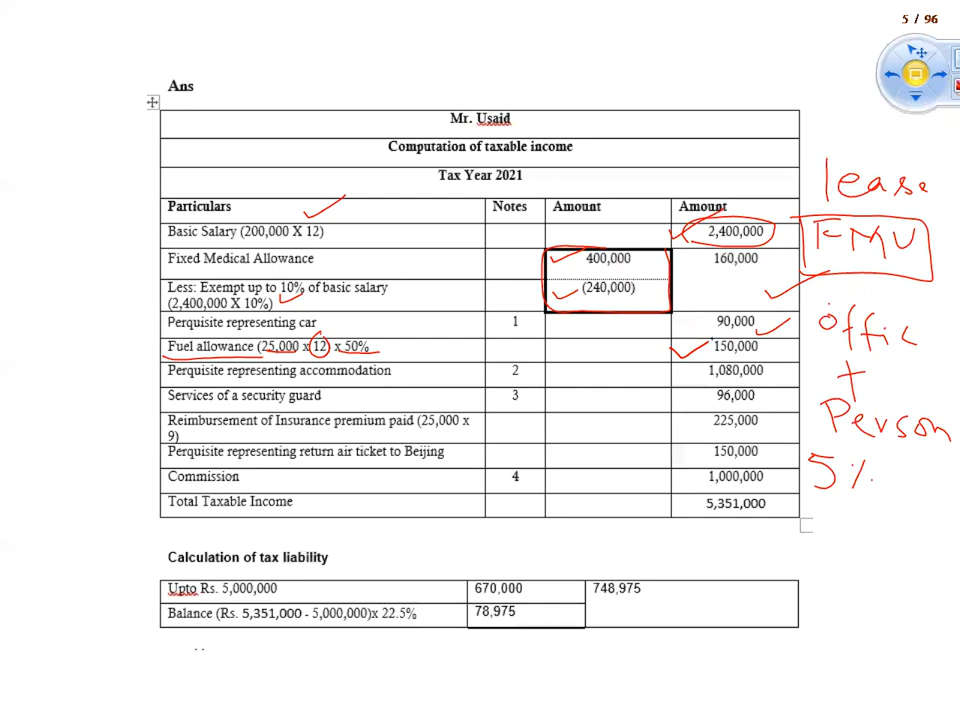 5 / 96
Ans
Mr. Usaid
Computation of taxable income
Tax Year 2021
Particulars Notes Amount Amount
Basic Salary (200,000 X 12) 2,400,000
Fixed Medical Allowance 400,000 160,000
Less: Exempt up to 10% of basic salary (240,000)
(2,400,000 X 10%)
Perquisite representing car 1 90,000
Fuel allowance (25,000 x 12 x 50% 150,000
Perquisite representing accommodation 2 1,080,000
Services of a security guard 3 96,000
Reimbursement of Insurance premium paid (25,000 x 225,000
9)
Perquisite representing return air ticket to Beijing 150,000
Commission 4 1,000,000
Total Taxable Income 5,351,000
lease
FMV
offic
+
Person
5%
Calculation of tax liability
Upto Rs. 5,000,000 670,000 748,975
Balance (Rs. 5,351,000 - 5,000,000)x 22.5% 78,975